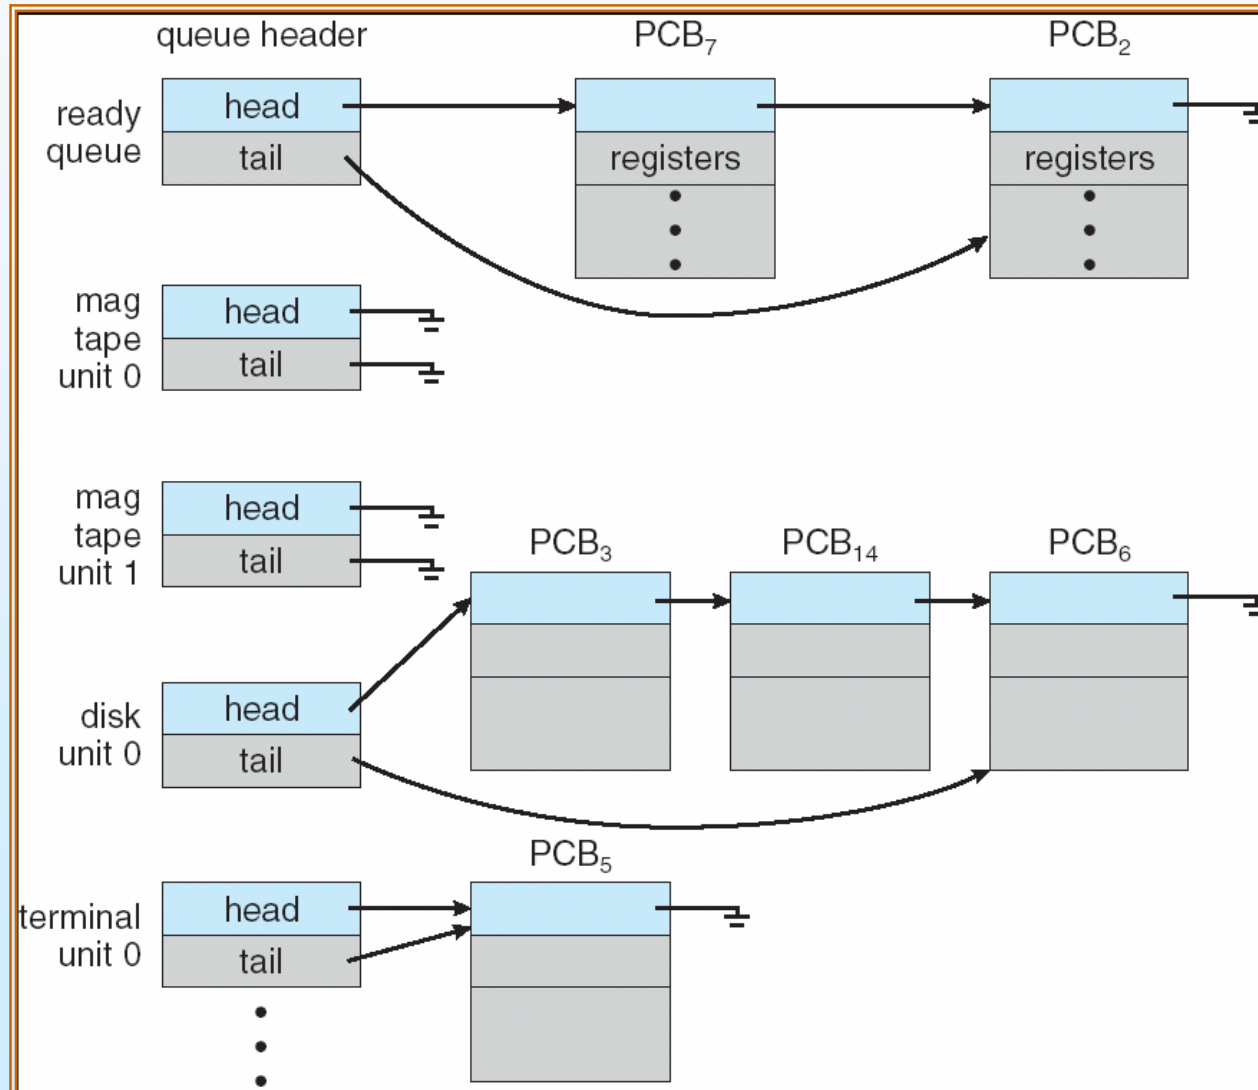 queue header
PCB₇
PCB₂
ready
queue
head
tail
registers
registers
mag
tape
unit 0
head
tail
mag
tape
unit 1
head
tail
PCB₃
PCB₁₄
PCB₆
disk
unit 0
head
tail
PCB₅
terminal
unit 0
head
tail